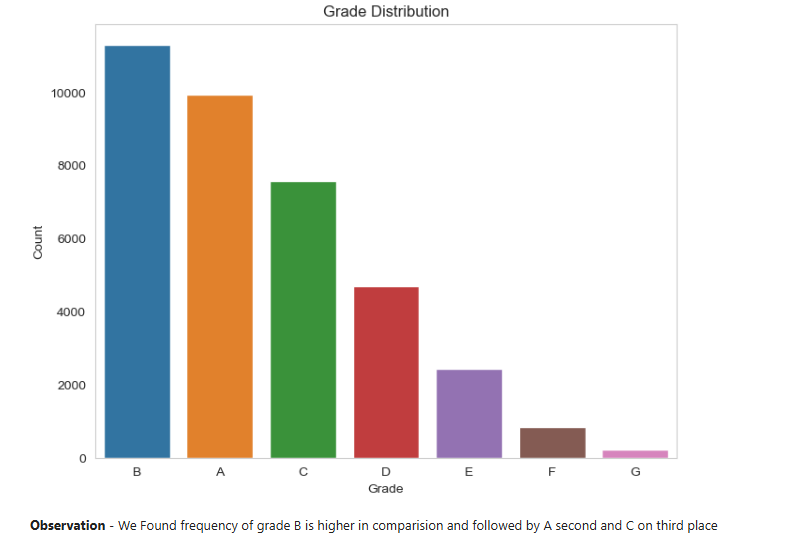 Grade Distribution
10000
8000
6000
4000
2000
0
Count
B A C D E F G
Grade
Observation - We Found frequency of grade B is higher in comparision and followed by A second and C on third place